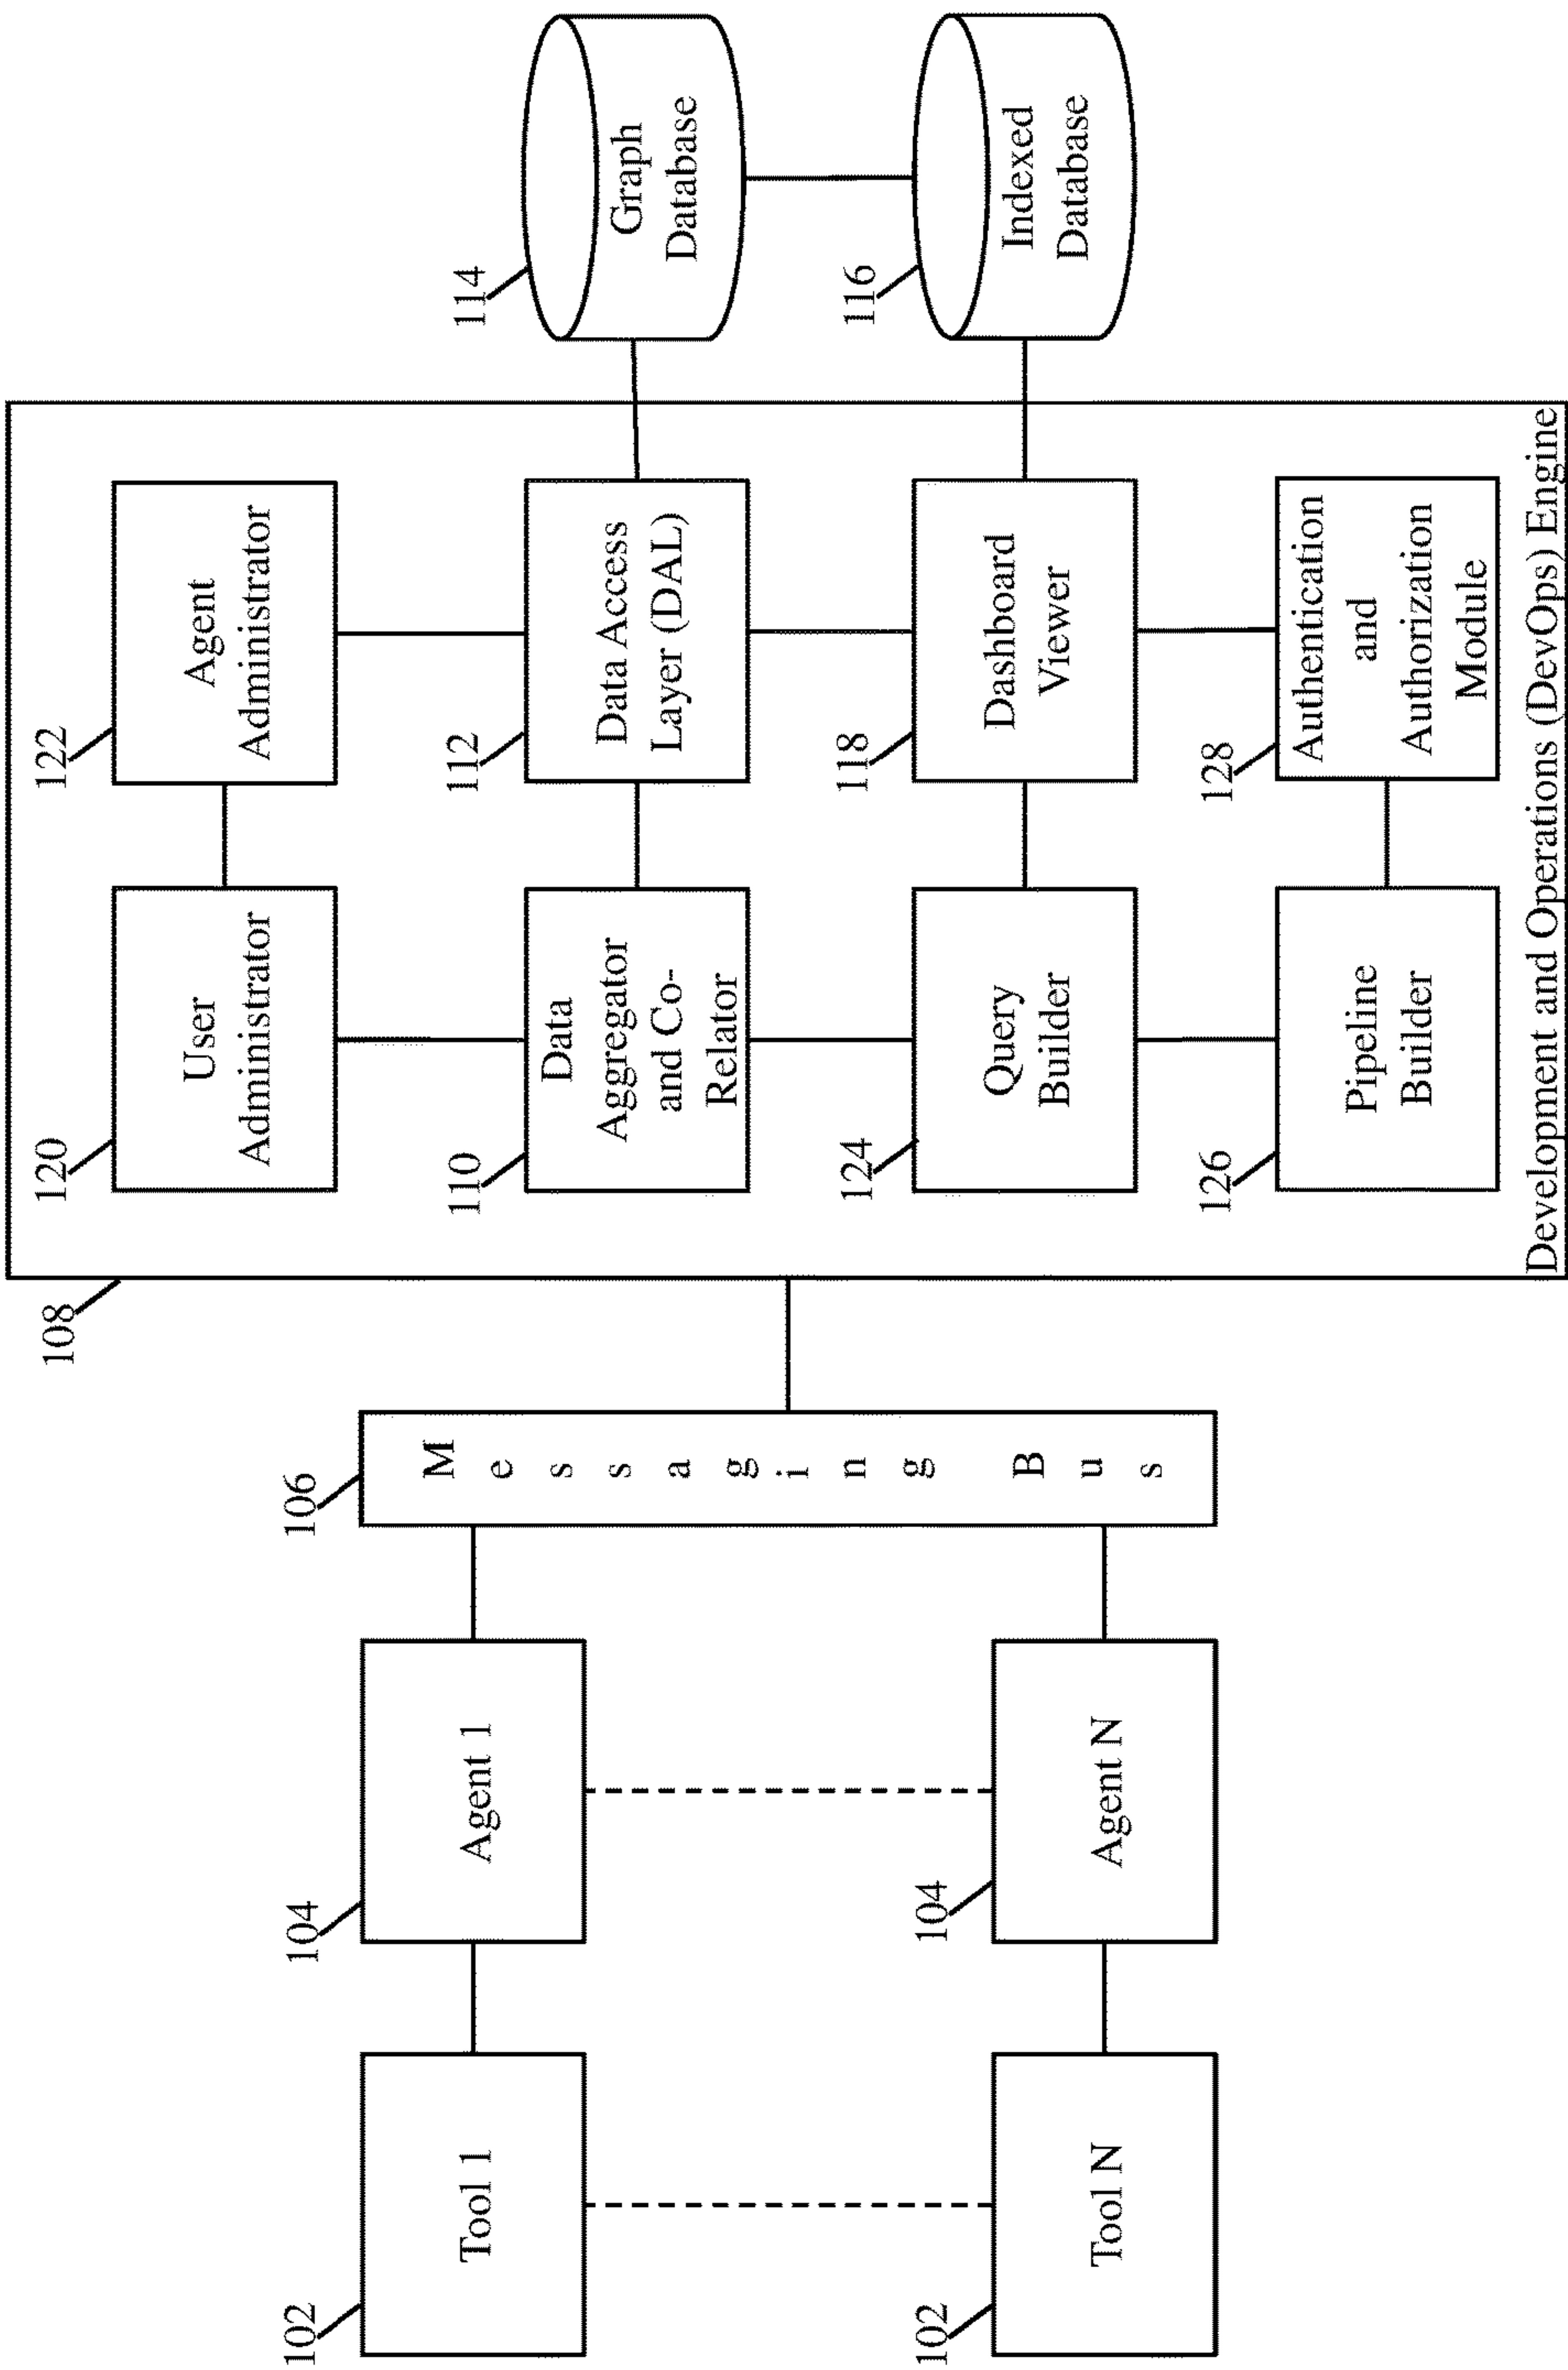 102
Tool 1
102
Tool N
104
Agent 1
104
Agent N
106
M
e
s
s
a
g
i
n
g
B
u
s
108
120
User
Administrator
122
Agent
Administrator
110
Data
Aggregator
and Co-
Relator
112
Data Access
Layer (DAL)
124
Query
Builder
118
Dashboard
Viewer
126
Pipeline
Builder
128
Authentication
and
Authorization
Module
Development and Operations (DevOps) Engine
114
Graph
Database
116
Indexed
Database